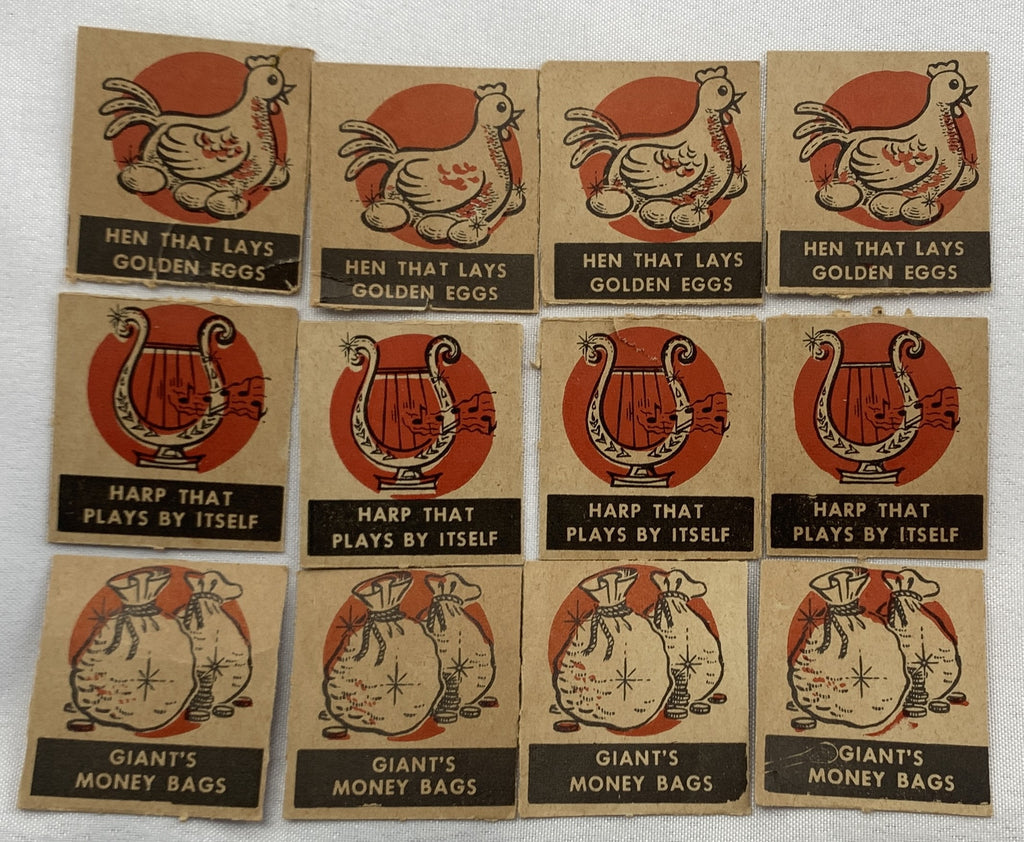 HEN THAT LAYS
GOLDEN EGGS
HEN THAT LAYS
GOLDEN EGGS
HEN THAT LAYS
GOLDEN EGGS
HEN THAT LAYS
GOLDEN EGGS
HARP THAT
PLAYS BY ITSELF
HARP THAT
PLAYS BY ITSELF
HARP THAT
PLAYS BY ITSELF
HARP THAT
PLAYS BY ITSELF
GIANT'S
MONEY BAGS
GIANT'S
MONEY BAGS
GIANT'S
MONEY BAGS
GIANT'S
MONEY BAGS